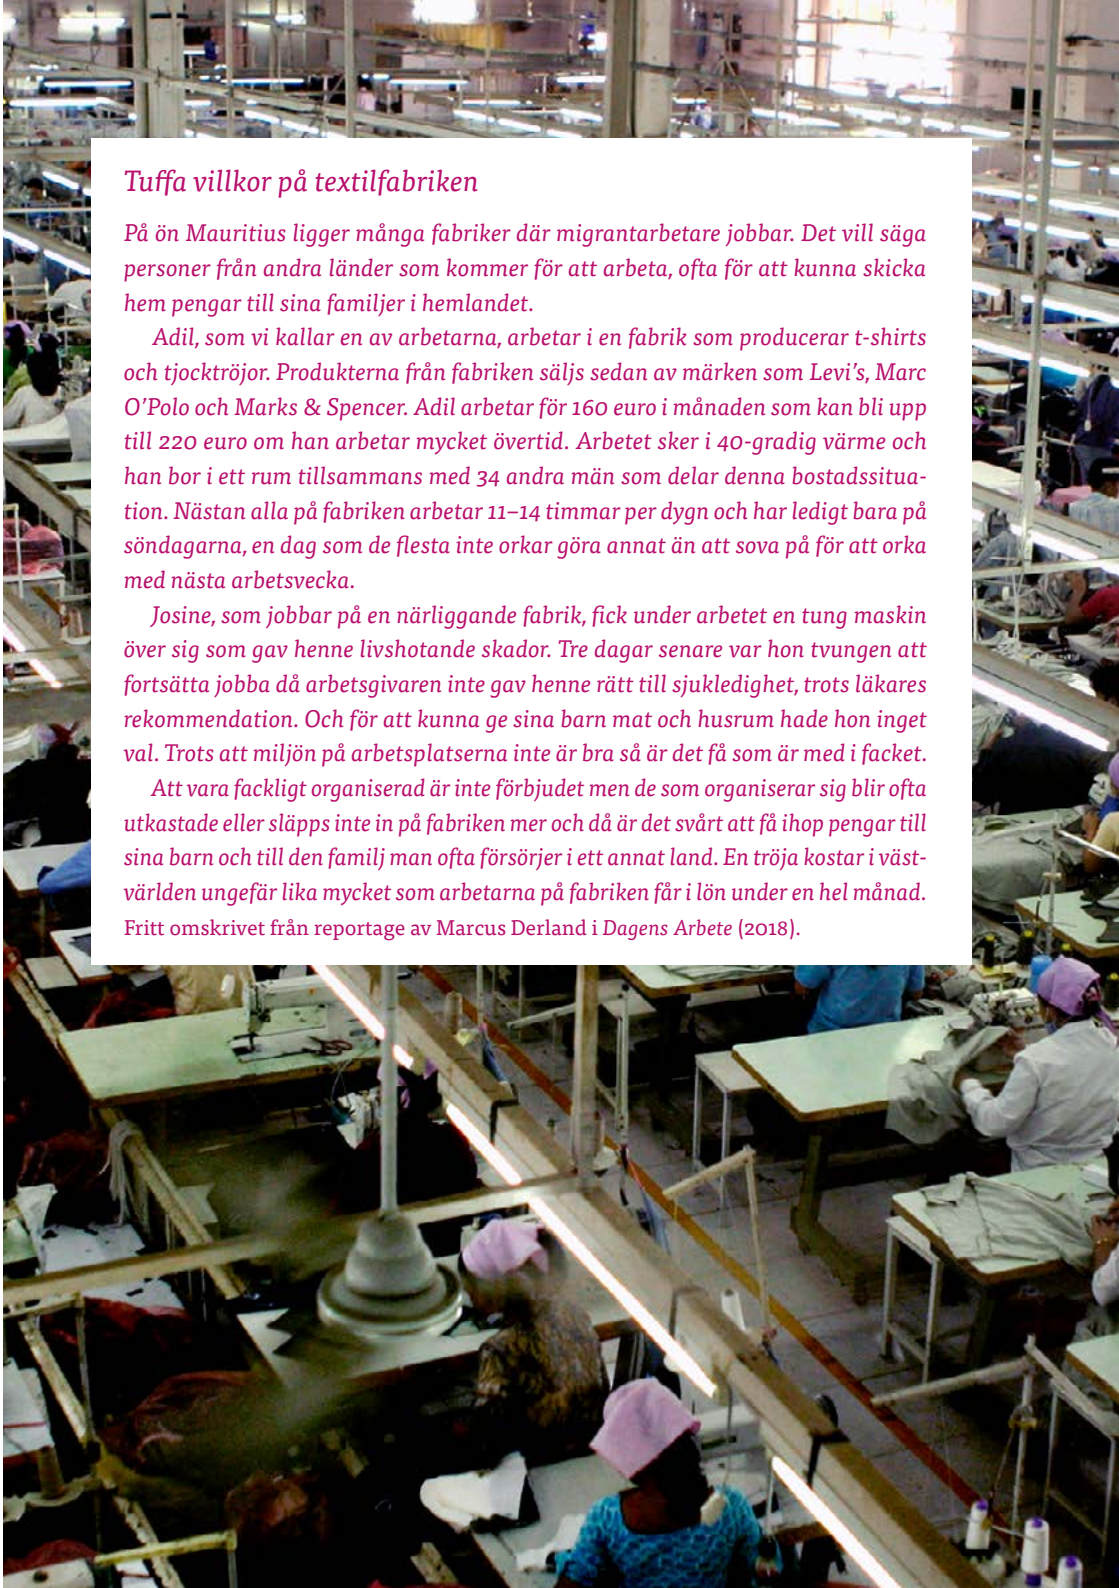 Tuffa villkor på textilfabriken
På ön Mauritius ligger många fabriker där migrantarbetare jobbar. Det vill säga
personer från andra länder som kommer för att arbeta, ofta för att kunna skicka
hem pengar till sina familjer i hemlandet.
Adil, som vi kallar en av arbetarna, arbetar i en fabrik som producerar t-shirts
och tjocktröjor. Produkterna från fabriken säljs sedan av märken som Levi’s, Marc
O’Polo och Marks & Spencer. Adil arbetar för 160 euro i månaden som kan bli upp
till 220 euro om han arbetar mycket övertid. Arbetet sker i 40-gradig värme och
han bor i ett rum tillsammans med 34 andra män som delar denna bostadssitua-
tion. Nästan alla på fabriken arbetar 11–14 timmar per dygn och har ledigt bara på
söndagarna, en dag som de flesta inte orkar göra annat än att sova på för att orka
med nästa arbetsvecka.
Josine, som jobbar på en närliggande fabrik, fick under arbetet en tung maskin
över sig som gav henne livshotande skador. Tre dagar senare var hon tvungen att
fortsätta jobba då arbetsgivaren inte gav henne rätt till sjukledighet, trots läkares
rekommendation. Och för att kunna ge sina barn mat och husrum hade hon inget
val. Trots att miljön på arbetsplatserna inte är bra så är det få som är med i facket.
Att vara fackligt organiserad är inte förbjudet men de som organiserar sig blir ofta
utkastade eller släpps inte in på fabriken mer och då är det svårt att få ihop pengar till
sina barn och till den familj man ofta försörjer i ett annat land. En tröja kostar i väst-
världen ungefär lika mycket som arbetarna på fabriken får i lön under en hel månad.
Fritt omskrivet från reportage av Marcus Derland i Dagens Arbete (2018).